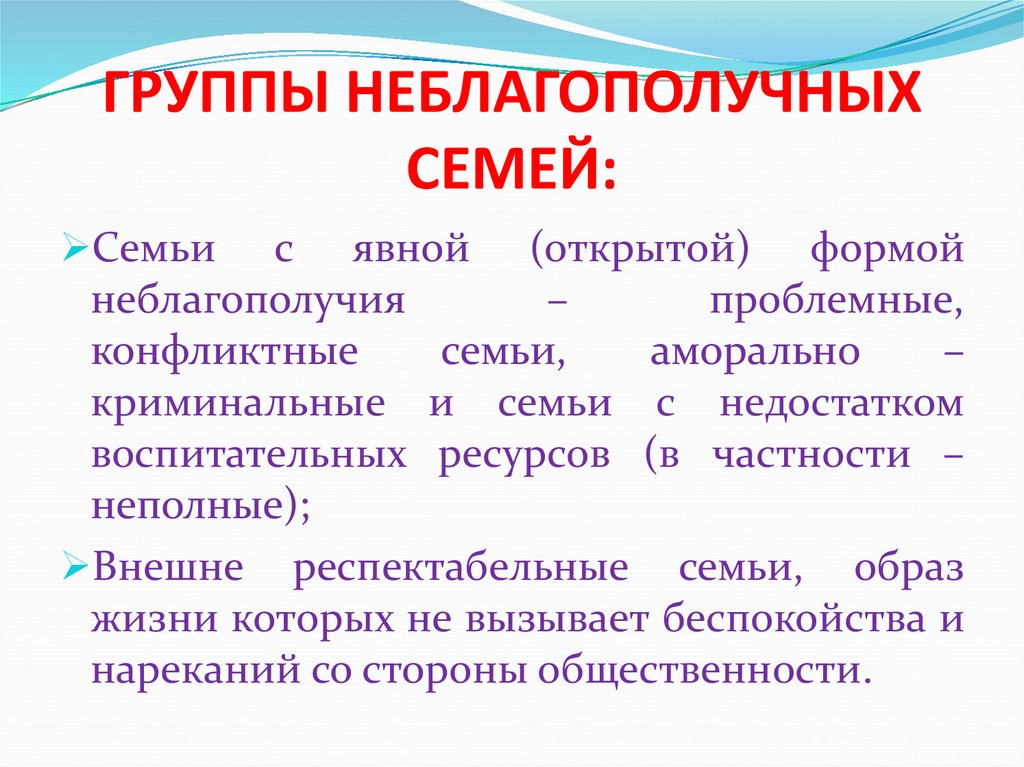 ГРУППЫ НЕБЛАГОПОЛУЧНЫХ
СЕМЕЙ:
➢Семьи с явной (открытой) формой
неблагополучия – проблемные,
конфликтные семьи, аморально –
криминальные и семьи с недостатком
воспитательных ресурсов (в частности –
неполные);
➢Внешне респектабельные семьи, образ
жизни которых не вызывает беспокойства и
нареканий со стороны общественности.